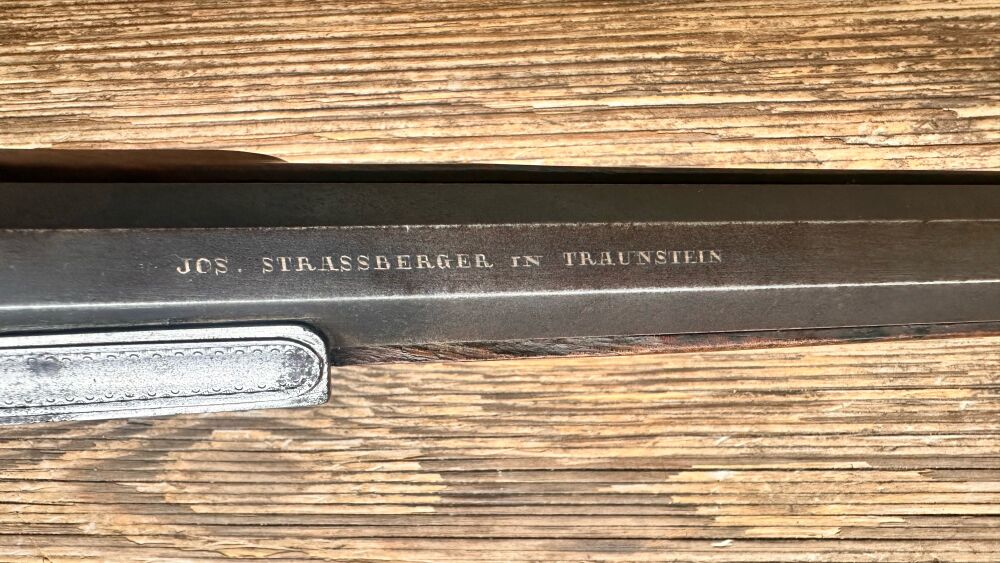 JOS. STRASSBERGER IN TRAUNSTEIN